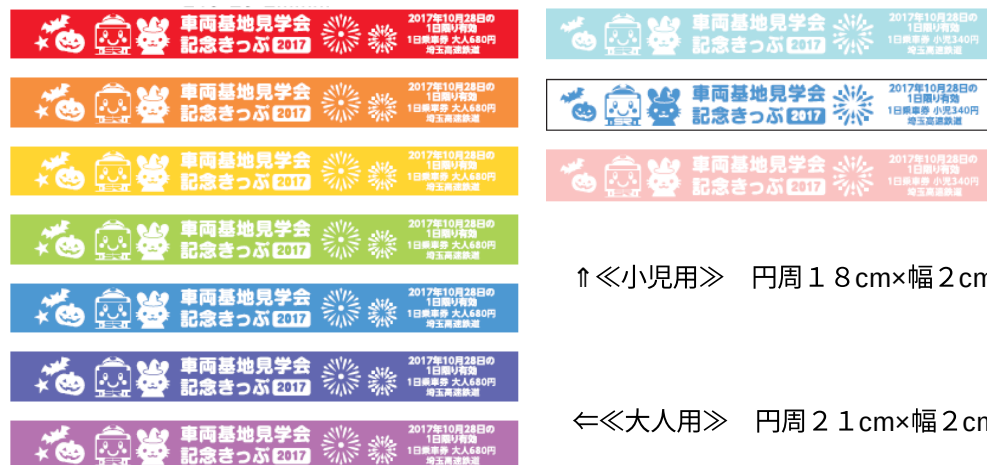 車両基地見学会
記念きっぷ 2017
2017年10月28日の
1日限り有効
1日乗車券 大人680円
埼玉高速鉄道
車両基地見学会
記念きっぷ 2017
2017年10月28日の
1日限り有効
1日乗車券 大人680円
埼玉高速鉄道
車両基地見学会
記念きっぷ 2017
2017年10月28日の
1日限り有効
1日乗車券 大人680円
埼玉高速鉄道
車両基地見学会
記念きっぷ 2017
2017年10月28日の
1日限り有効
1日乗車券 大人680円
埼玉高速鉄道
車両基地見学会
記念きっぷ 2017
2017年10月28日の
1日限り有効
1日乗車券 大人680円
埼玉高速鉄道
車両基地見学会
記念きっぷ 2017
2017年10月28日の
1日限り有効
1日乗車券 大人680円
埼玉高速鉄道
車両基地見学会
記念きっぷ 2017
2017年10月28日の
1日限り有効
1日乗車券 大人680円
埼玉高速鉄道
車両基地見学会
記念きっぷ 2017
2017年10月28日の
1日限り有効
1日乗車券 小児340円
埼玉高速鉄道
車両基地見学会
記念きっぷ 2017
2017年10月28日の
1日限り有効
1日乗車券 小児340円
埼玉高速鉄道
車両基地見学会
記念きっぷ 2017
2017年10月28日の
1日限り有効
1日乗車券 小児340円
埼玉高速鉄道
⇑≪小児用≫　円周１８cm×幅２cm
⇐≪大人用≫　円周２１cm×幅２cm